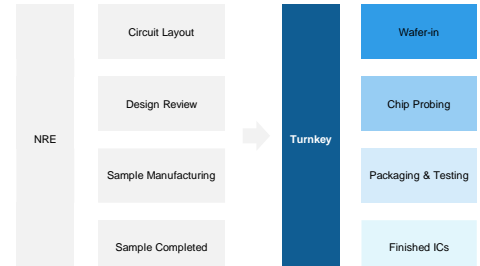 NRE
Circuit Layout
Design Review
Sample Manufacturing
Sample Completed
Turnkey
Wafer-in
Chip Probing
Packaging & Testing
Finished ICs